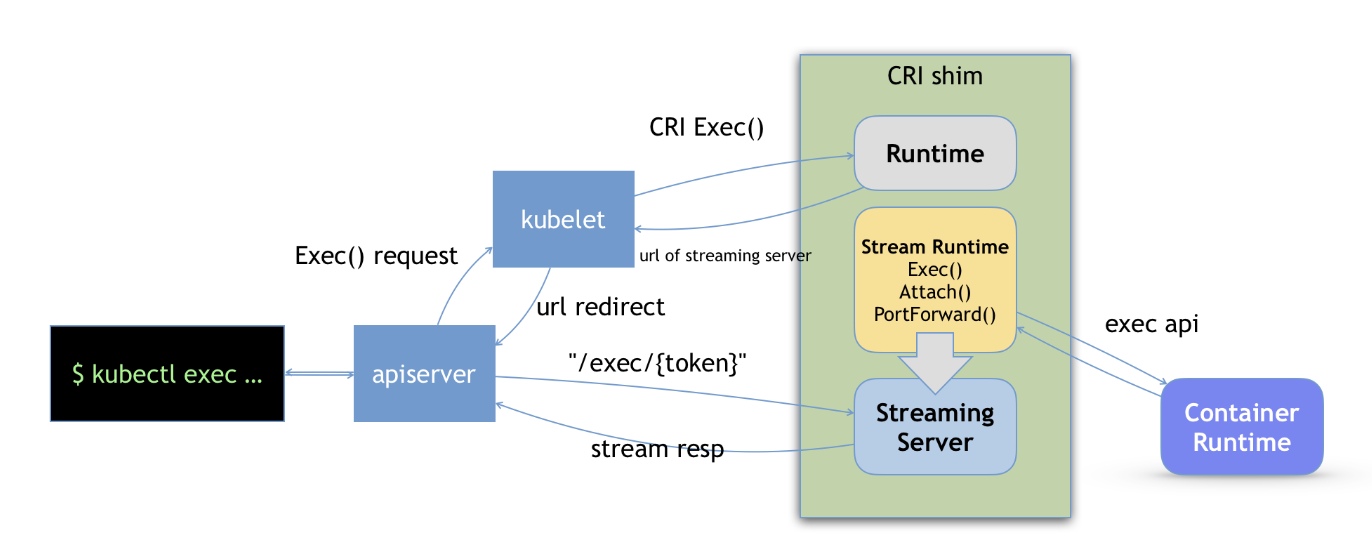 CRI shim
CRI Exec()
Runtime
kubelet
Exec() request
url of streaming server
Stream Runtime
Exec()
Attach()
PortForward()
url redirect
exec api
$ kubectl exec …
apiserver
"/exec/{token}"
Streaming
Server
stream resp
Container
Runtime